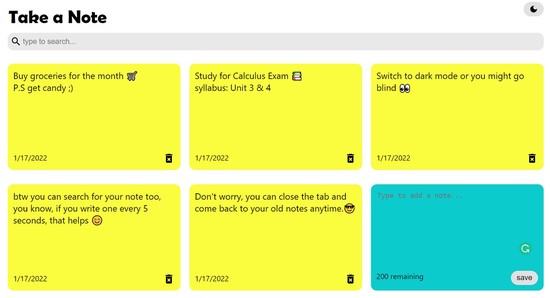 Take a Note
type to search...
Buy groceries for the month 🛒
P.S get candy ;)
1/17/2022
Study for Calculus Exam 📚
syllabus: Unit 3 & 4
1/17/2022
Switch to dark mode or you might go
blind 👀
1/17/2022
btw you can search for your note too,
you know, if you write one every 5
seconds, that helps 😊
1/17/2022
Don't worry, you can close the tab and
come back to your old notes anytime.😎
1/17/2022
Type to add a note...
200 remaining
save